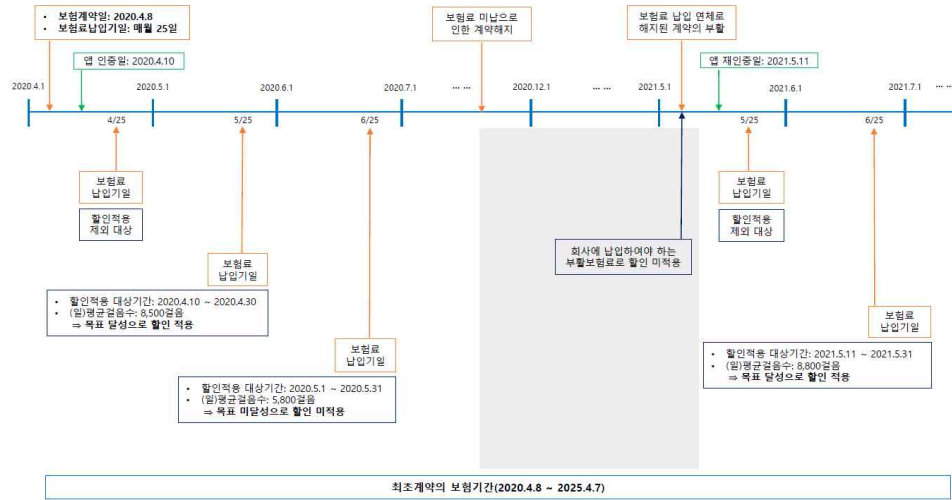 • 보험계약일: 2020.4.8
• 보험료납입기일: 매월 25일
보험료 미납으로
인한 계약해지
보험료 납입 연체로
해지된 계약의 부활
앱 인증일: 2020.4.10
앱 재인증일: 2021.5.11
2020.4.1
2020.5.1
2020.6.1
2020.7.1
... ...
2020.12.1
... ...
2021.5.1
2021.6.1
2021.7.1
... ...
4/25
5/25
6/25
5/25
6/25
보험료
납입기일
할인적용
제외 대상
보험료
납입기일
할인적용
제외 대상
회사에 납입하여야 하는
부활보험료로 할인 미적용
보험료
납입기일
• 할인적용 대상기간: 2020.4.10 ~ 2020.4.30
• (일)평균걸음수: 8,500걸음
⇒ 목표 달성으로 할인 적용
보험료
납입기일
보험료
납입기일
• 할인적용 대상기간: 2020.5.1 ~ 2020.5.31
• (일)평균걸음수: 5,800걸음
⇒ 목표 미달성으로 할인 미적용
• 할인적용 대상기간: 2021.5.11 ~ 2021.5.31
• (일)평균걸음수: 8,800걸음
⇒ 목표 달성으로 할인 적용
최초계약의 보험기간(2020.4.8 ~ 2025.4.7)